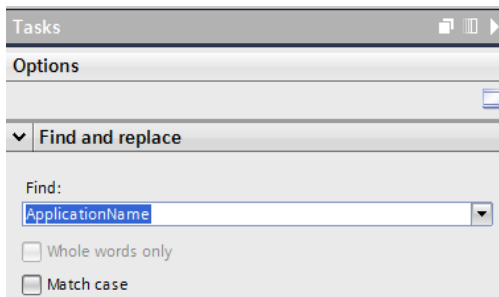 Tasks
Options
Find and replace
Find:
ApplicationName
Whole words only
Match case